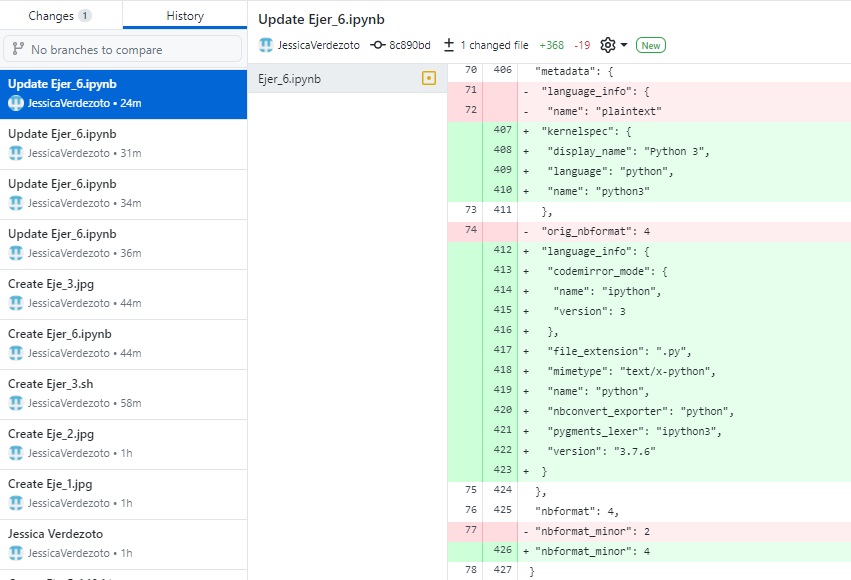 Changes 1 History
No branches to compare
Update Ejer_6.ipynb
JessicaVerdezoto • 24m
Update Ejer_6.ipynb
JessicaVerdezoto • 31m
Update Ejer_6.ipynb
JessicaVerdezoto • 34m
Update Ejer_6.ipynb
JessicaVerdezoto • 36m
Create Eje_3.jpg
JessicaVerdezoto • 44m
Create Ejer_6.ipynb
JessicaVerdezoto • 44m
Create Ejer_3.sh
JessicaVerdezoto • 58m
Create Eje_2.jpg
JessicaVerdezoto • 1h
Create Eje_1.jpg
JessicaVerdezoto • 1h
Jessica Verdezoto
JessicaVerdezoto • 1h
Update Ejer_6.ipynb
JessicaVerdezoto 8c890bd 1 changed file +368 -19 New
Ejer_6.ipynb
70 406 "metadata": {
71 - "language_info": {
72 - "name": "plaintext"
407 + "kernelspec": {
408 + "display_name": "Python 3",
409 + "language": "python",
410 + "name": "python3"
73 411 },
74 - "orig_nbformat": 4
412 + "language_info": {
413 + "codemirror_mode": {
414 + "name": "ipython",
415 + "version": 3
416 + },
417 + "file_extension": ".py",
418 + "mimetype": "text/x-python",
419 + "name": "python",
420 + "nbconvert_exporter": "python",
421 + "pygments_lexer": "ipython3",
422 + "version": "3.7.6"
423 + }
75 424 },
76 425 "nbformat": 4,
77 - "nbformat_minor": 2
426 + "nbformat_minor": 4
78 427 }